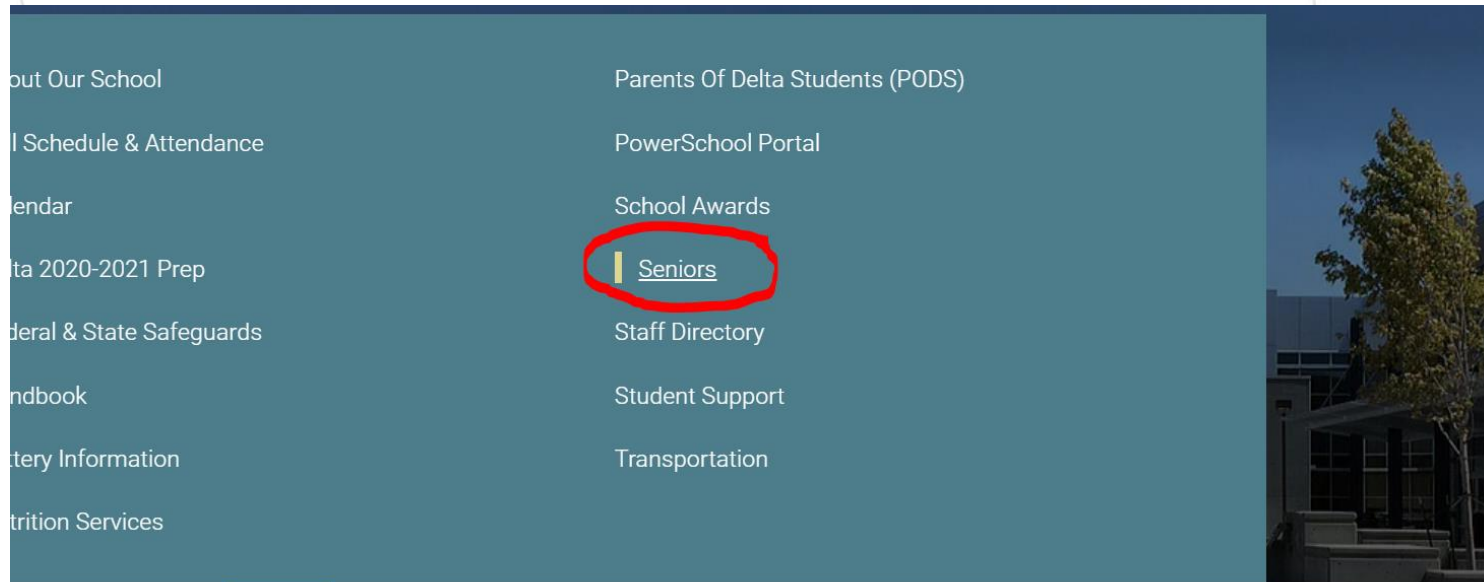 out Our School
ll Schedule & Attendance
lendar
lta 2020-2021 Prep
deral & State Safeguards
ndbook
ttery Information
trition Services
Parents Of Delta Students (PODS)
PowerSchool Portal
School Awards
Seniors
Staff Directory
Student Support
Transportation